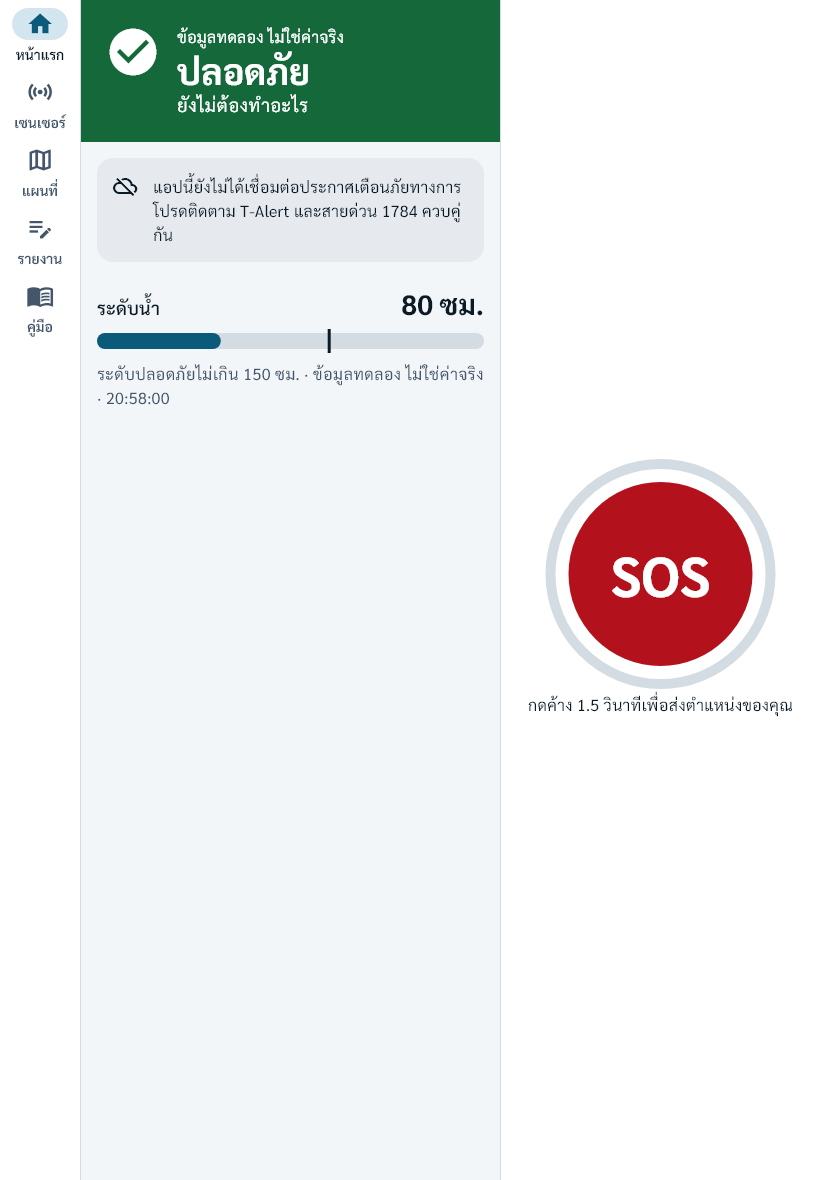 หน้าแรก
เซนเซอร์
แผนที่
รายงาน
คู่มือ
ข้อมูลทดลอง ไม่ใช่ค่าจริง
ปลอดภัย
ยังไม่ต้องทำอะไร
แอปนี้ยังไม่ได้เชื่อมต่อประกาศเตือนภัยทางการ
โปรดติดตาม T-Alert และสายด่วน 1784 ควบคู่
กัน
ระดับน้ำ 80 ซม.
ระดับปลอดภัยไม่เกิน 150 ซม. · ข้อมูลทดลอง ไม่ใช่ค่าจริง
· 20:58:00
SOS
กดค้าง 1.5 วินาทีเพื่อส่งตำแหน่งของคุณ